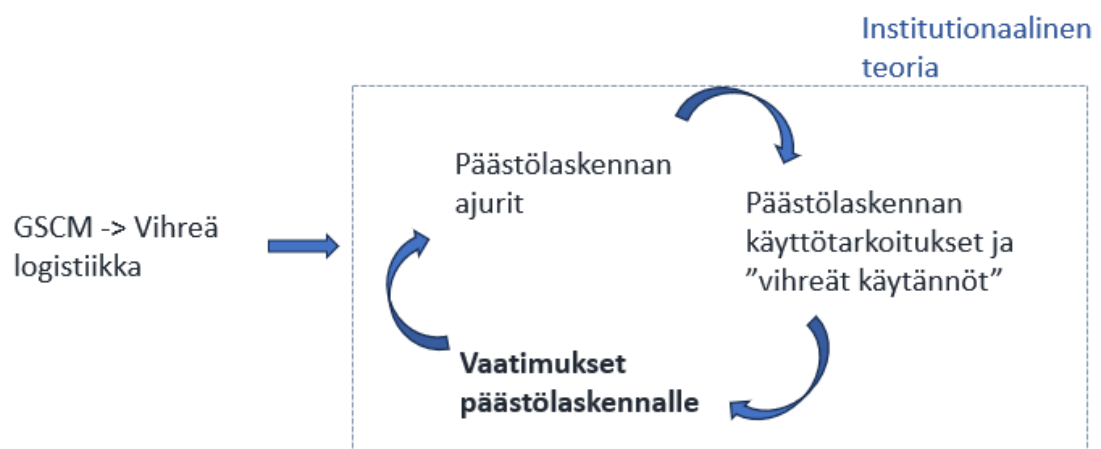 Institutionaalinen
teoria
Päästölaskennan
ajurit
Päästölaskennan
käyttötarkoitukset ja
”vihreät käytännöt”
GSCM -> Vihreä
logistiikka
Vaatimukset
päästölaskennalle